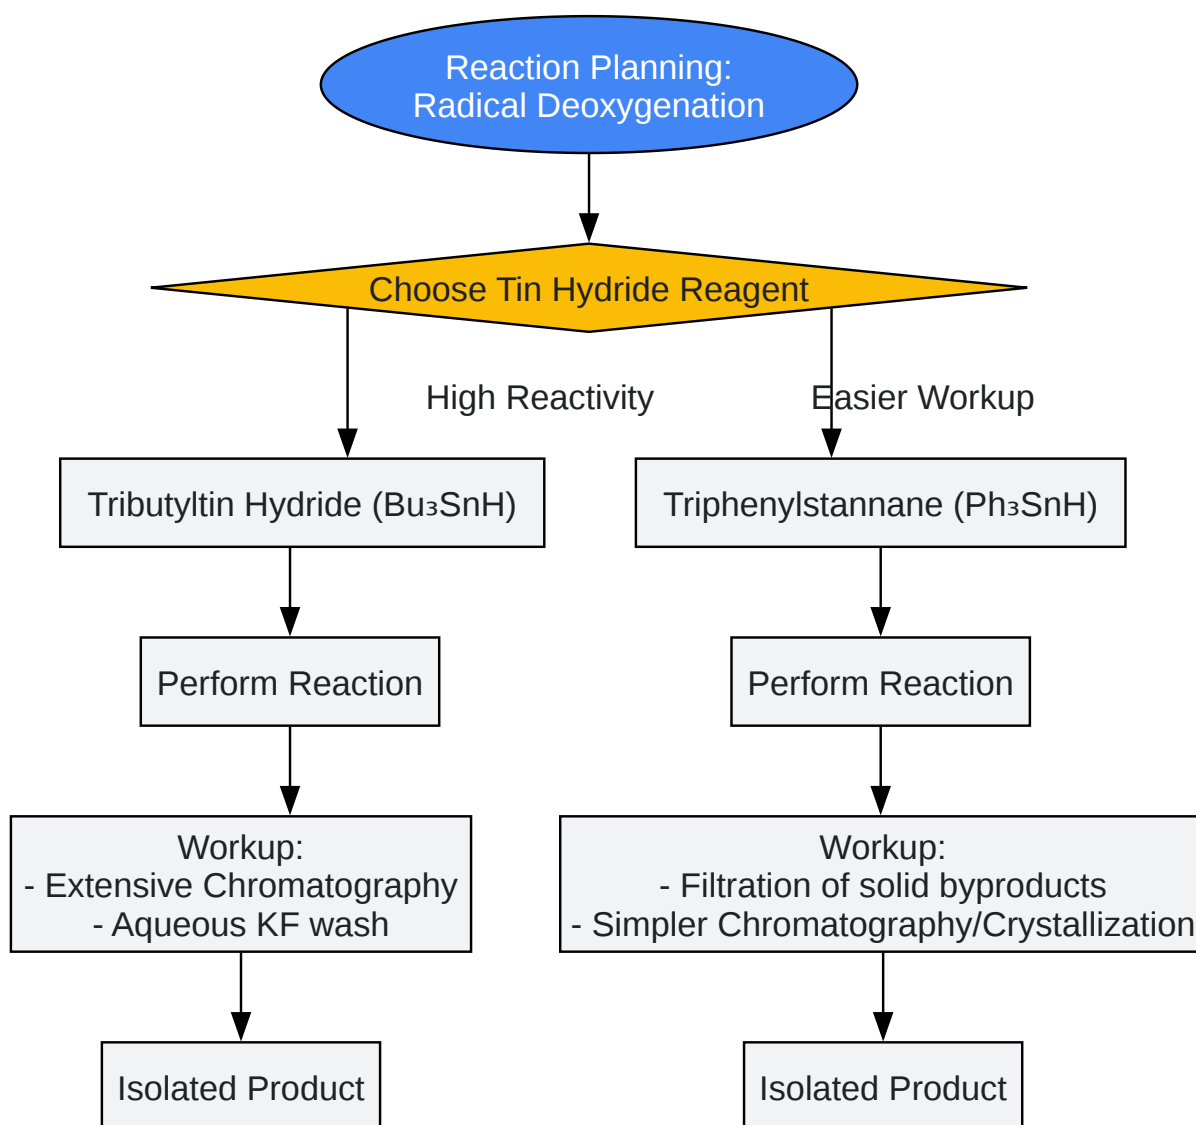 Reaction Planning:
Radical Deoxygenation
Choose Tin Hydride Reagent
High Reactivity
Easier Workup
Tributyltin Hydride (Bu₃SnH)
Triphenylstannane (Ph₃SnH)
Perform Reaction
Perform Reaction
Workup:
- Extensive Chromatography
- Aqueous KF wash
Workup:
- Filtration of solid byproducts
- Simpler Chromatography/Crystallization
Isolated Product
Isolated Product